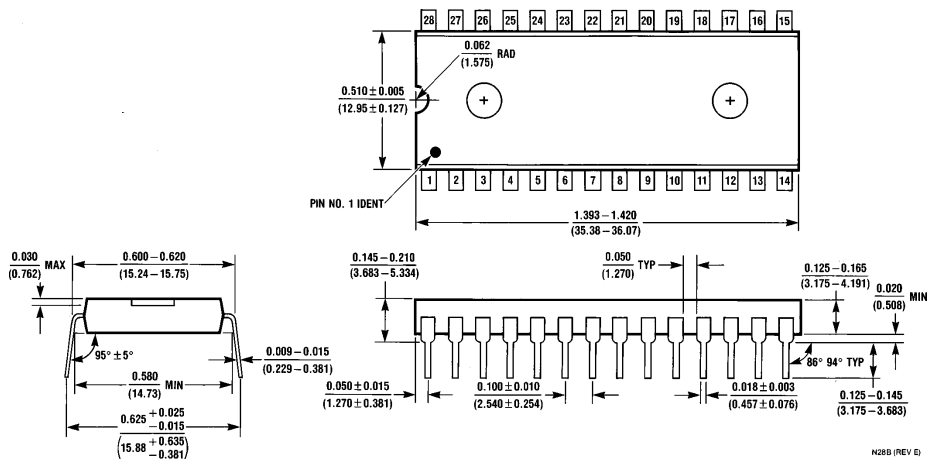 28 27 26 25 24 23 22 21 20 19 18 17 16 15
0.062
(1.575)
RAD
0.510 ± 0.005
(12.95 ± 0.127)
PIN NO. 1 IDENT
1 2 3 4 5 6 7 8 9 10 11 12 13 14
1.393 – 1.420
(35.38 – 36.07)
0.030
(0.762)
MAX
0.600 – 0.620
(15.24 – 15.75)
95° ±5°
0.580
(14.73)
MIN
0.009 – 0.015
(0.229 – 0.381)
0.625 +0.025
-0.015
(15.88 +0.635
-0.381)
0.145 – 0.210
(3.683 – 5.334)
0.050
(1.270)
TYP
0.125 – 0.165
(3.175 – 4.191)
0.020
(0.508)
MIN
86° 94° TYP
0.050 ± 0.015
(1.270 ± 0.381)
0.100 ± 0.010
(2.540 ± 0.254)
0.018 ± 0.003
(0.457 ± 0.076)
0.125 – 0.145
(3.175 – 3.683)
N28B (REV E)